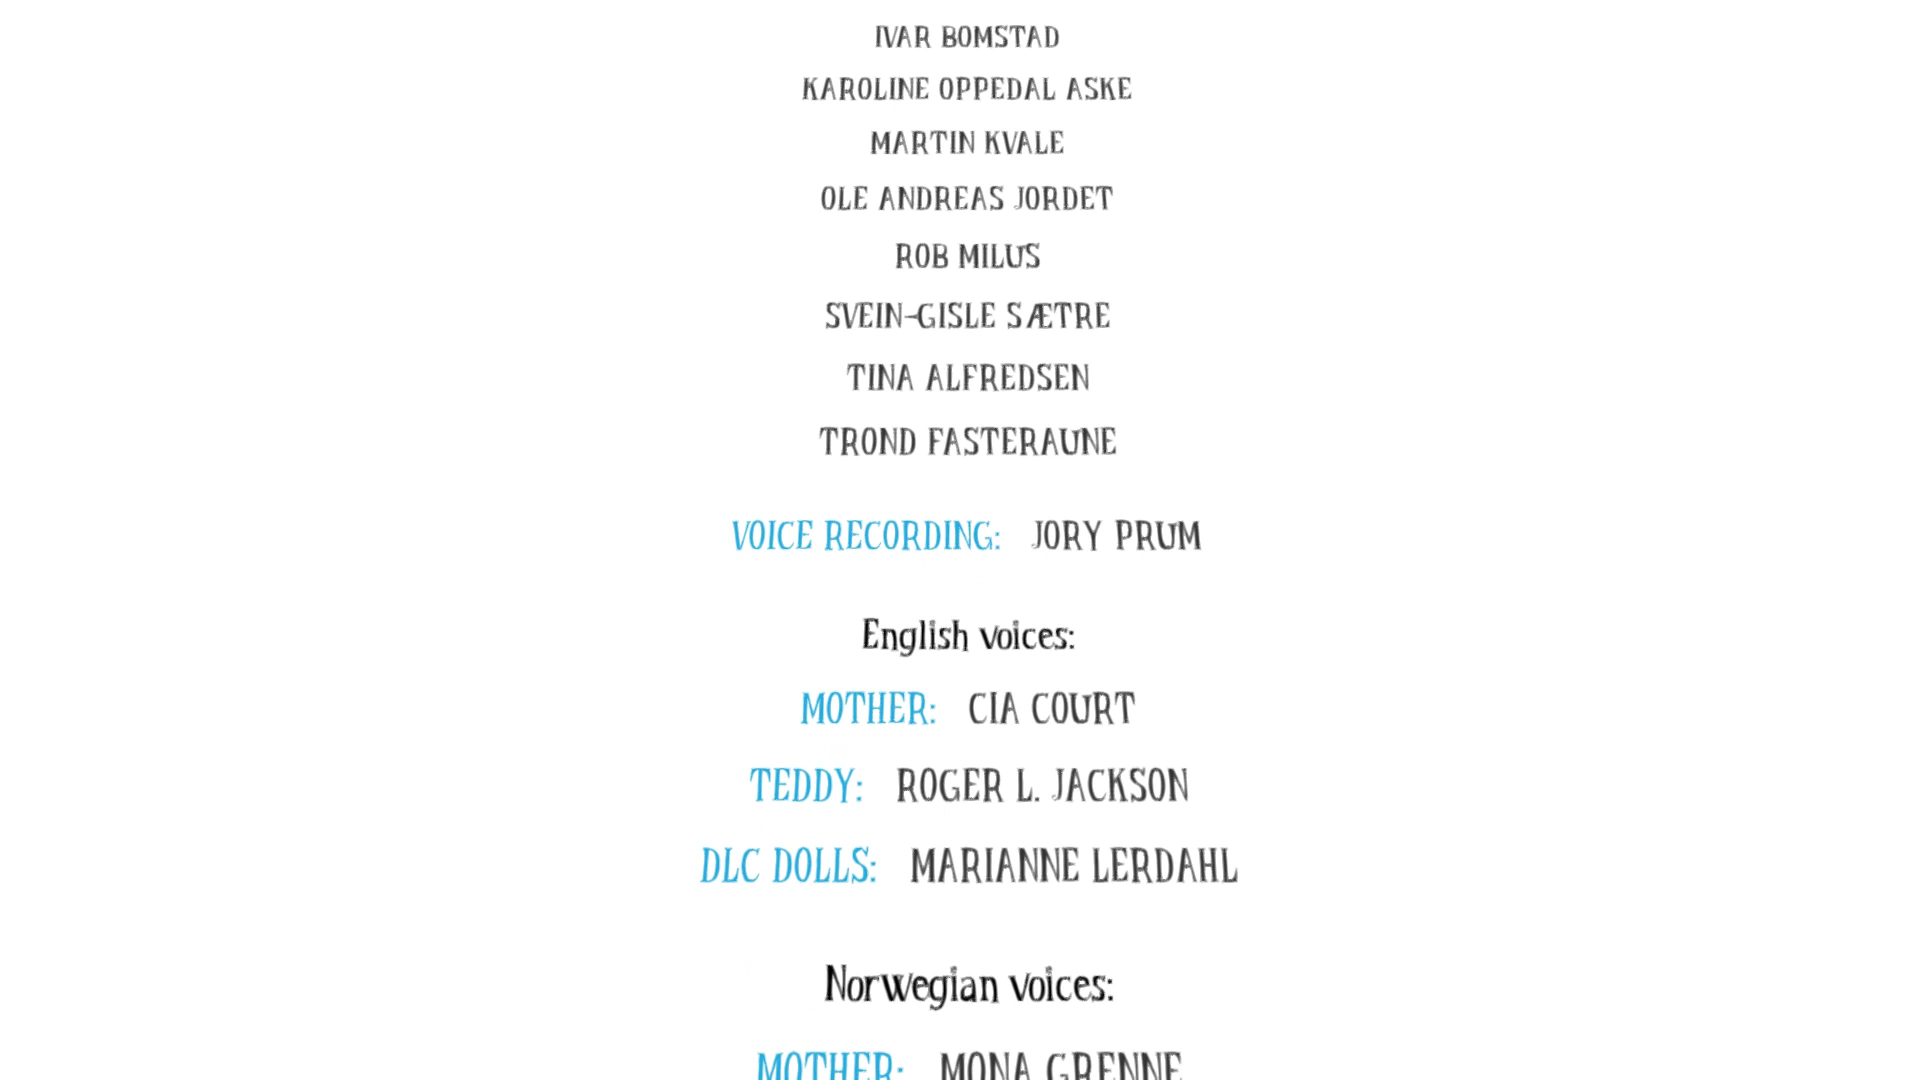 IVAR BOMSTAD
KAROLINE OPPEDAL ASKE
MARTIN KVALE
OLE ANDREAS JORDET
ROB MILUS
SVEIN-GISLE SÆTRE
TINA ALFREDSEN
TROND FASTERAUNE
VOICE RECORDING: JORY PRUM
English voices:
MOTHER: CIA COURT
TEDDY: ROGER L. JACKSON
DLC DOLLS: MARIANNE LERDAHL
Norwegian voices:
MOTHER: MONA GRENNE